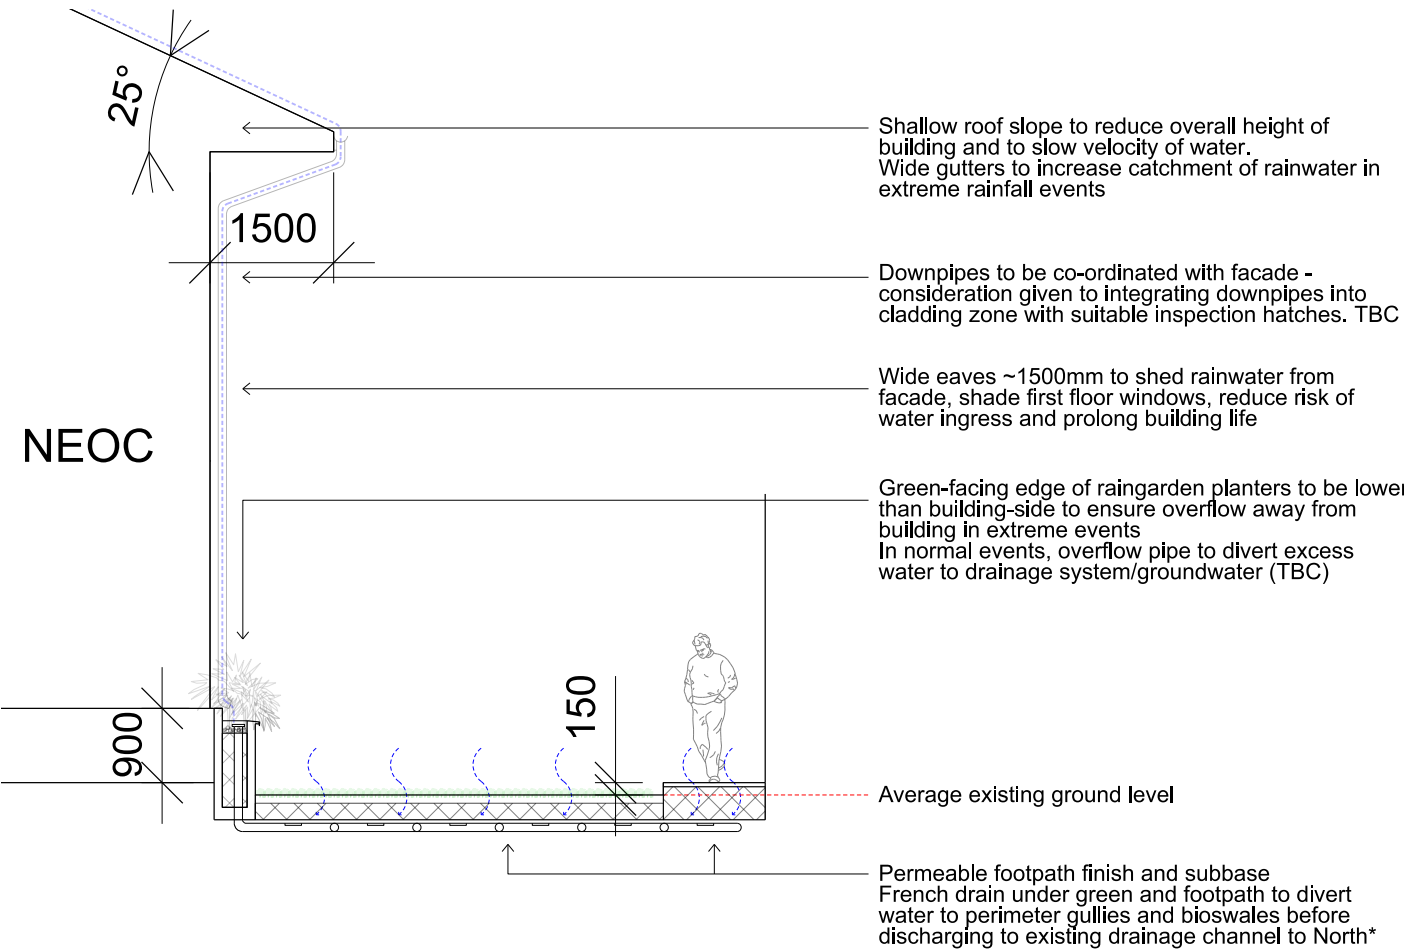 25°
Shallow roof slope to reduce overall height of
building and to slow velocity of water.
Wide gutters to increase catchment of rainwater in
extreme rainfall events
1500
Downpipes to be co-ordinated with facade -
consideration given to integrating downpipes into
cladding zone with suitable inspection hatches. TBC
Wide eaves ~1500mm to shed rainwater from
facade, shade first floor windows, reduce risk of
water ingress and prolong building life
NEOC
Green-facing edge of raingarden planters to be lower
than building-side to ensure overflow away from
building in extreme events
In normal events, overflow pipe to divert excess
water to drainage system/groundwater (TBC)
900
150
Average existing ground level
Permeable footpath finish and subbase
French drain under green and footpath to divert
water to perimeter gullies and bioswales before
discharging to existing drainage channel to North*